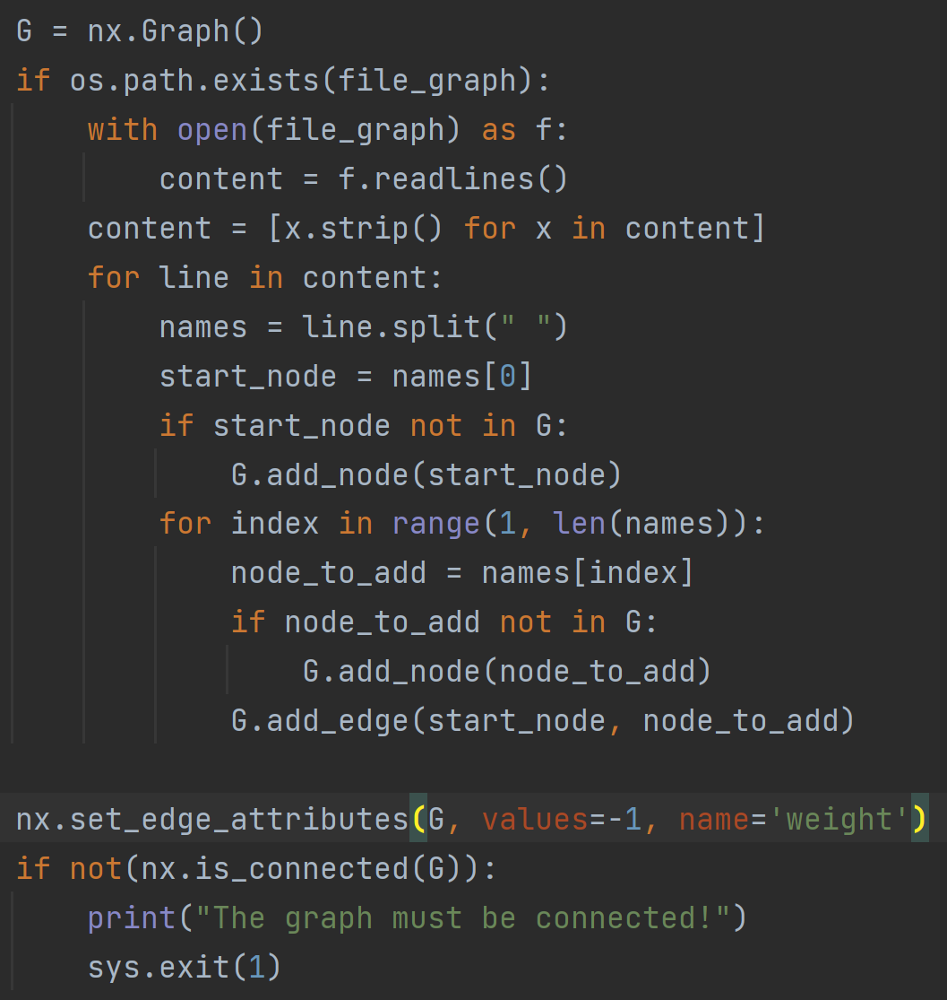 G = nx.Graph()
if os.path.exists(file_graph):
    with open(file_graph) as f:
        content = f.readlines()
    content = [x.strip() for x in content]
    for line in content:
        names = line.split(" ")
        start_node = names[0]
        if start_node not in G:
            G.add_node(start_node)
        for index in range(1, len(names)):
            node_to_add = names[index]
            if node_to_add not in G:
                G.add_node(node_to_add)
            G.add_edge(start_node, node_to_add)

nx.set_edge_attributes(G, values=-1, name='weight')
if not(nx.is_connected(G)):
    print("The graph must be connected!")
    sys.exit(1)